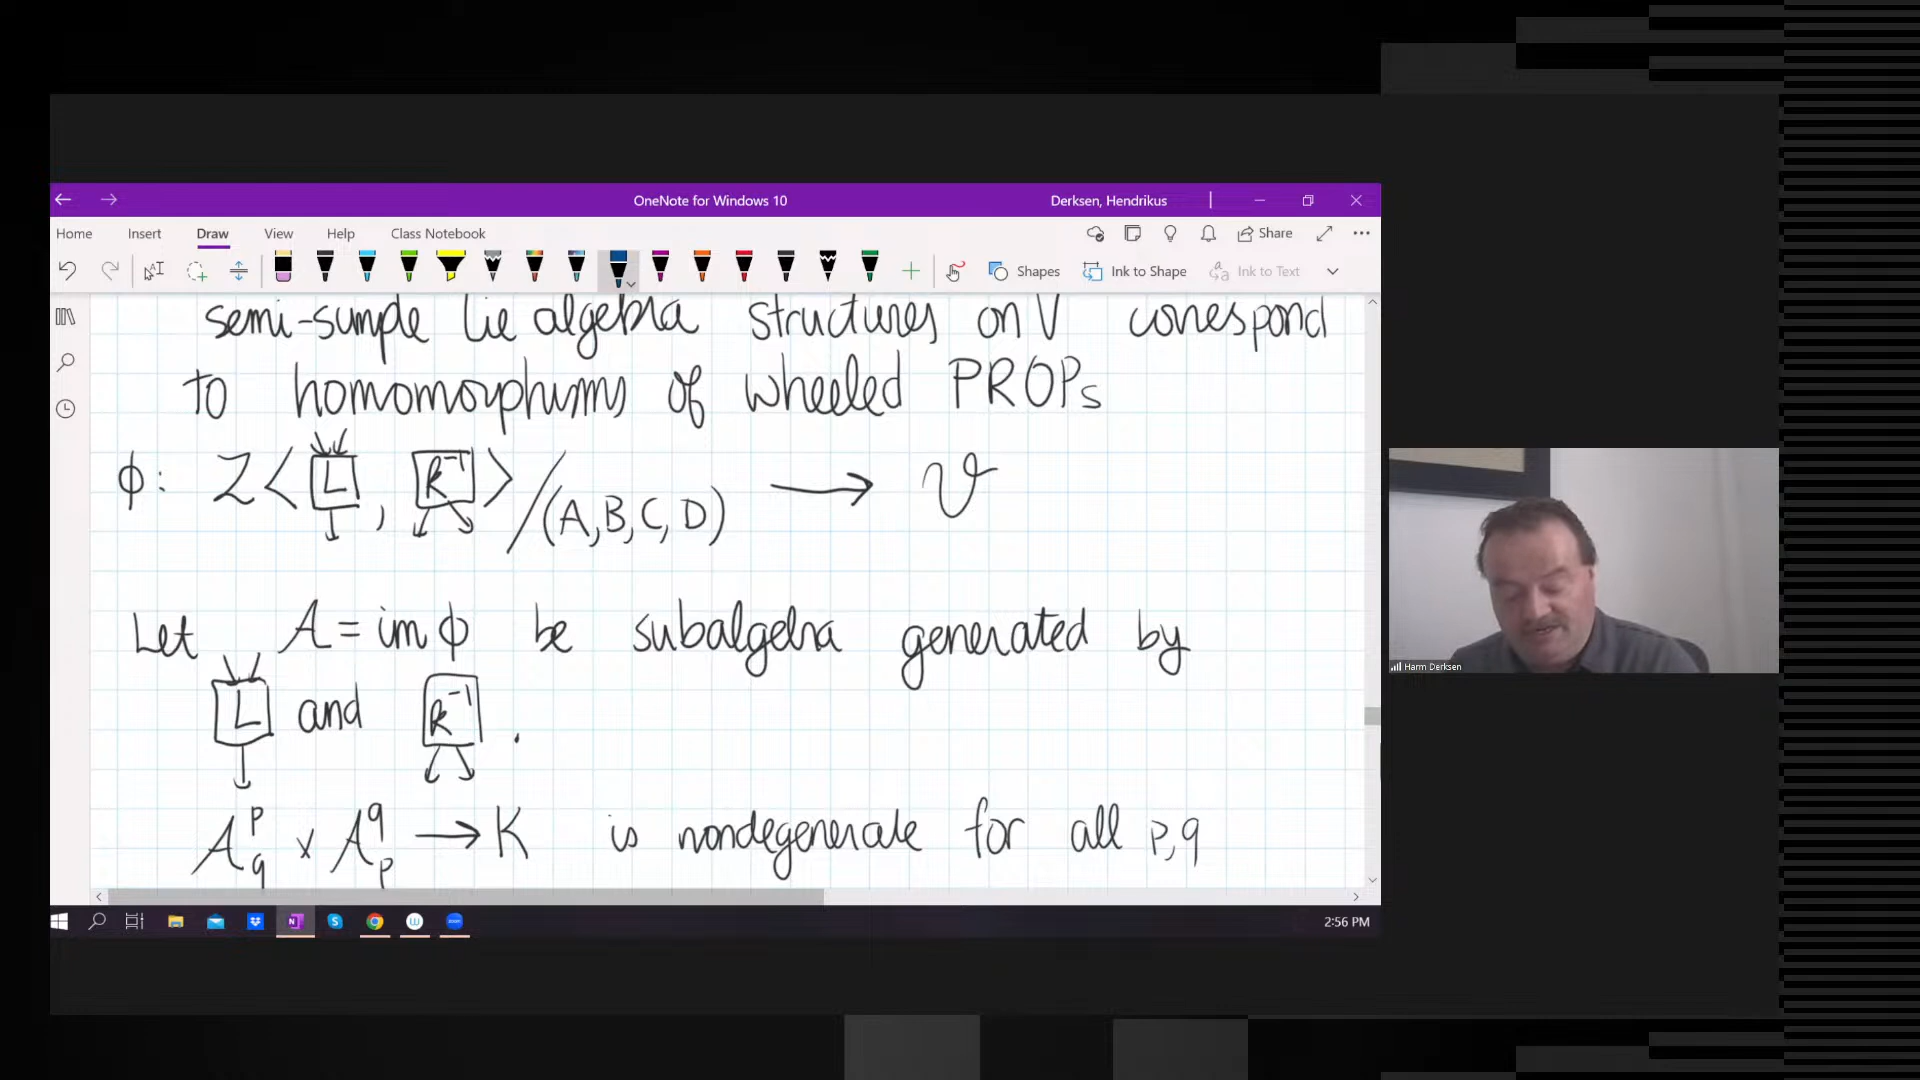 OneNote for Windows 10
Derksen, Hendrikus
Home Insert Draw View Help Class Notebook
Share
Shapes Ink to Shape Ink to Text
semi-simple Lie algebra structures on V correspond
to homomorphisms of wheeled PROPs
ϕ: Z⟨ L , K⁻¹ ⟩/(A, B, C, D) ⟶ 𝒱
Let A = im ϕ be subalgebra generated by
L and K⁻¹ .
A^p_q × A^q_p ⟶ K is nondegenerate for all p, q
Harm Derksen
2:56 PM